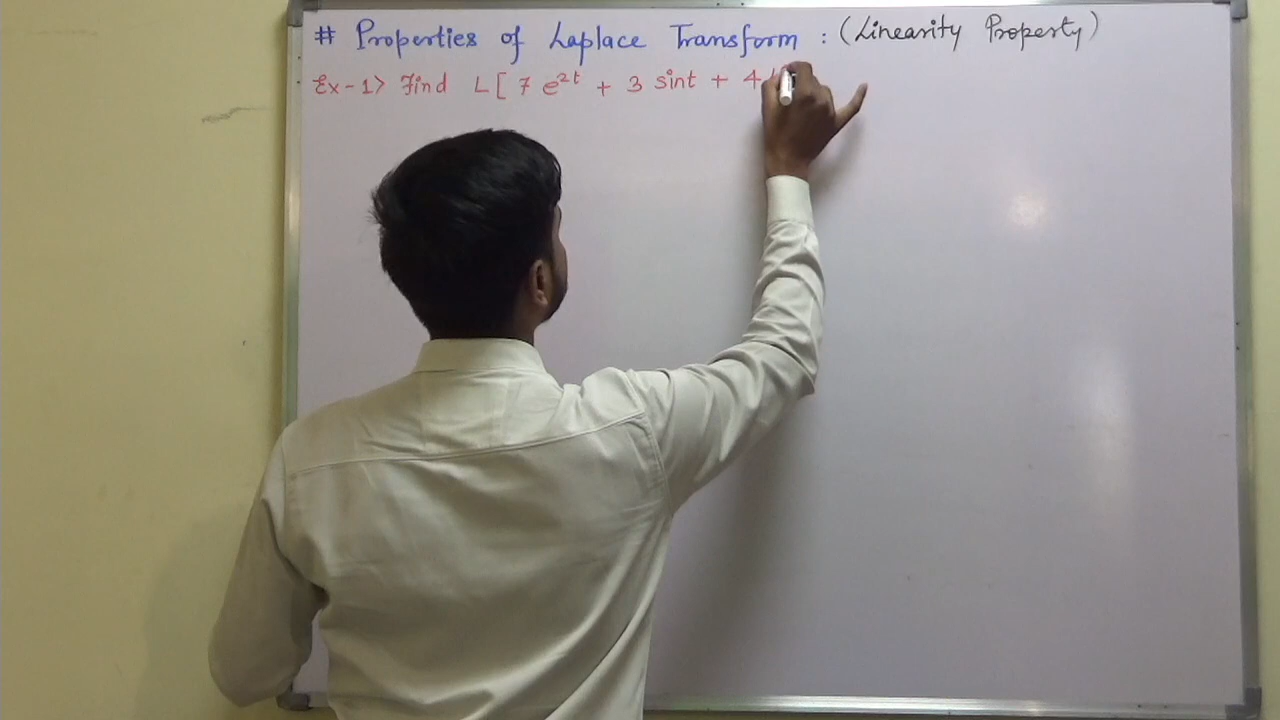 # Properties of Laplace Transform : (Linearity Property)
Ex-1> Find L[ 7 e^2t + 3 sint + 4